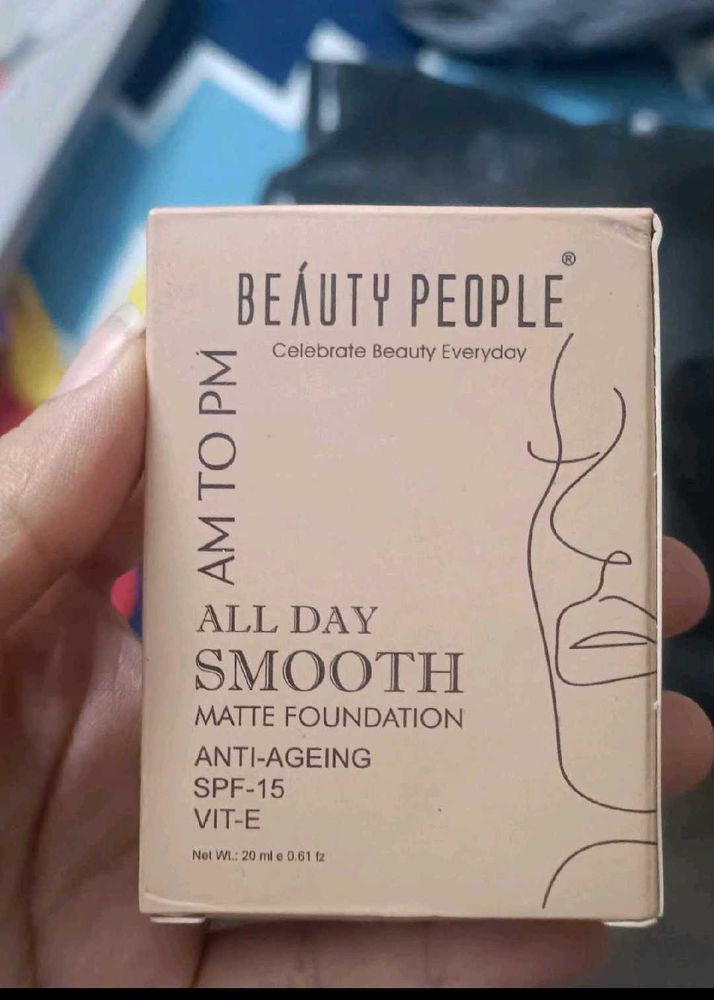 BEÁUTY PEOPLE®
Celebrate Beauty Everyday
AM TO PM
ALL DAY
SMOOTH
MATTE FOUNDATION
ANTI-AGEING
SPF-15
VIT-E
Net Wt.: 20 ml e 0.61 fz